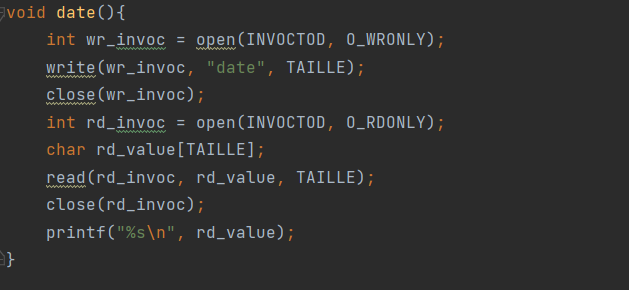 void date(){
    int wr_invoc = open(INVOCTOD, O_WRONLY);
    write(wr_invoc, "date", TAILLE);
    close(wr_invoc);
    int rd_invoc = open(INVOCTOD, O_RDONLY);
    char rd_value[TAILLE];
    read(rd_invoc, rd_value, TAILLE);
    close(rd_invoc);
    printf("%s\n", rd_value);
}